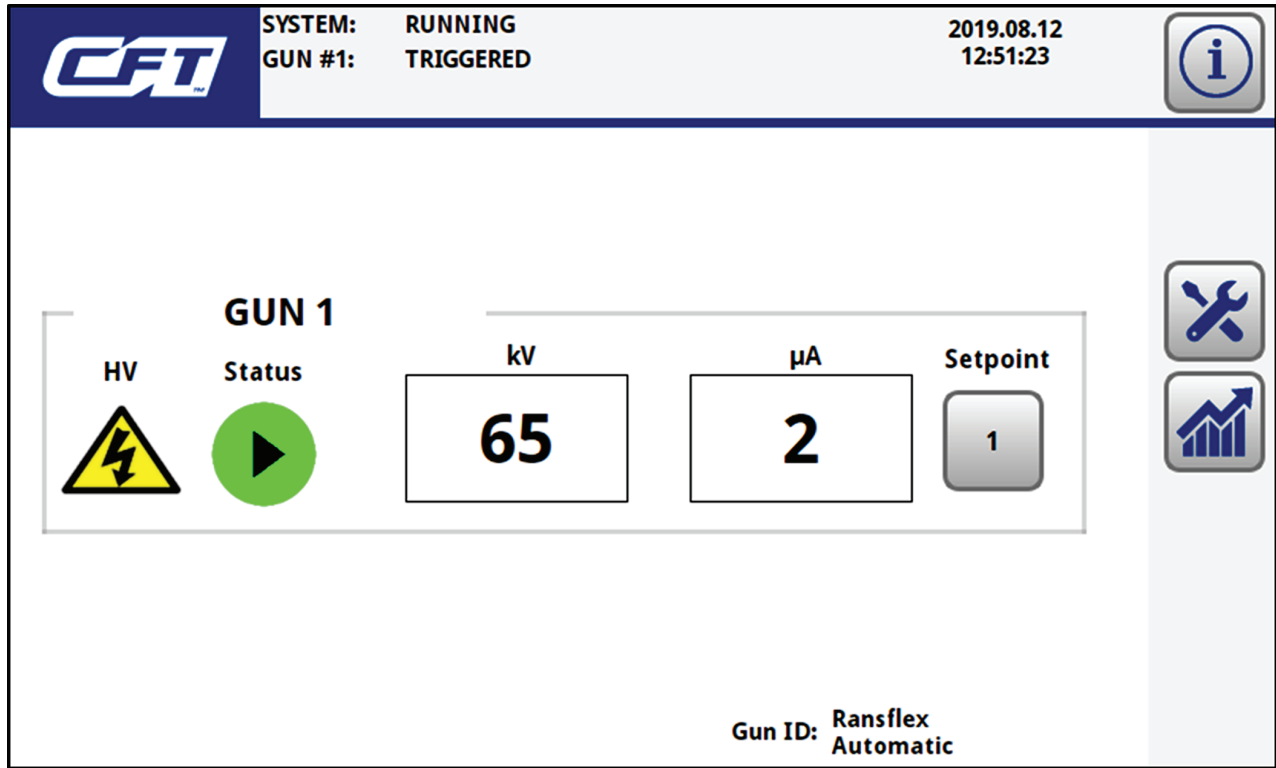 CFT™
SYSTEM: RUNNING
GUN #1: TRIGGERED
2019.08.12
12:51:23
i
GUN 1
HV
Status
kV
µA
Setpoint
65
2
1
Gun ID: Ransflex
Automatic